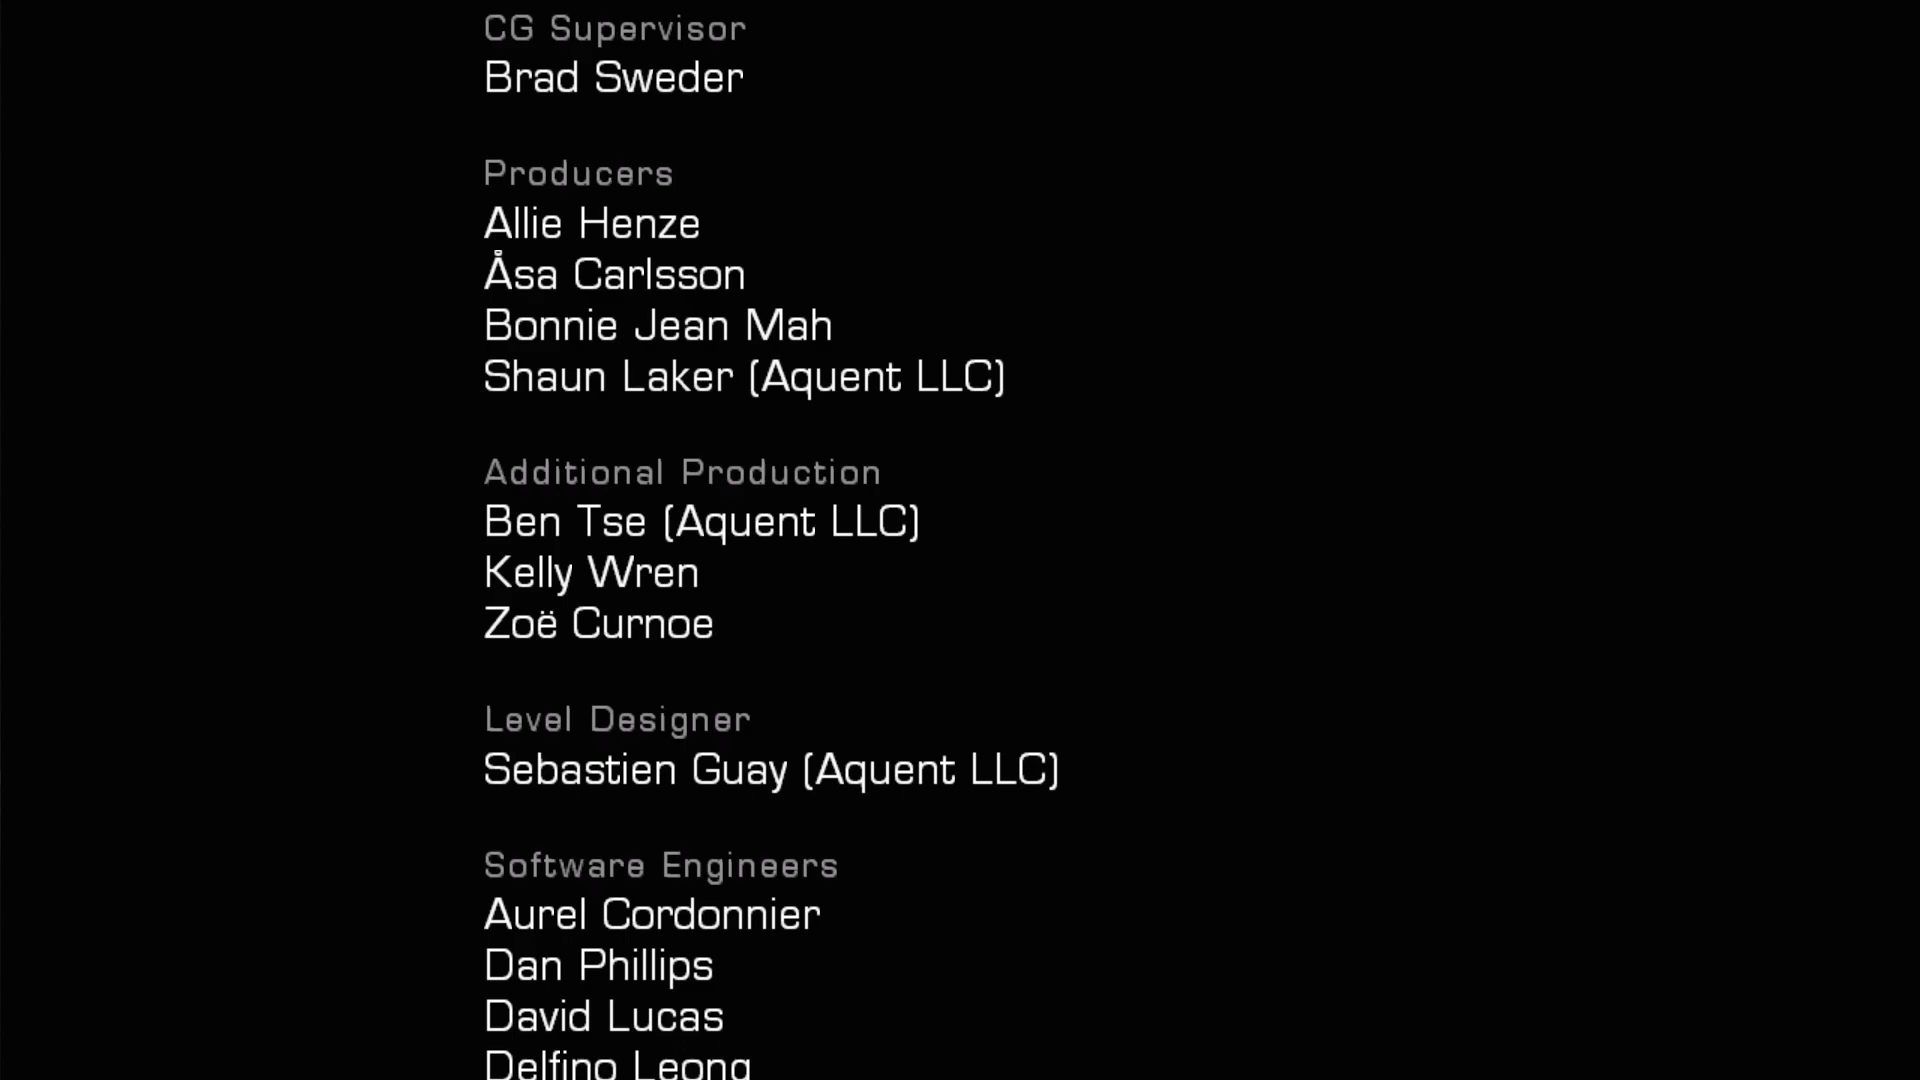 CG Supervisor
Brad Sweder
Producers
Allie Henze
Åsa Carlsson
Bonnie Jean Mah
Shaun Laker (Aquent LLC)
Additional Production
Ben Tse (Aquent LLC)
Kelly Wren
Zoë Curnoe
Level Designer
Sebastien Guay (Aquent LLC)
Software Engineers
Aurel Cordonnier
Dan Phillips
David Lucas
Delfino Leong